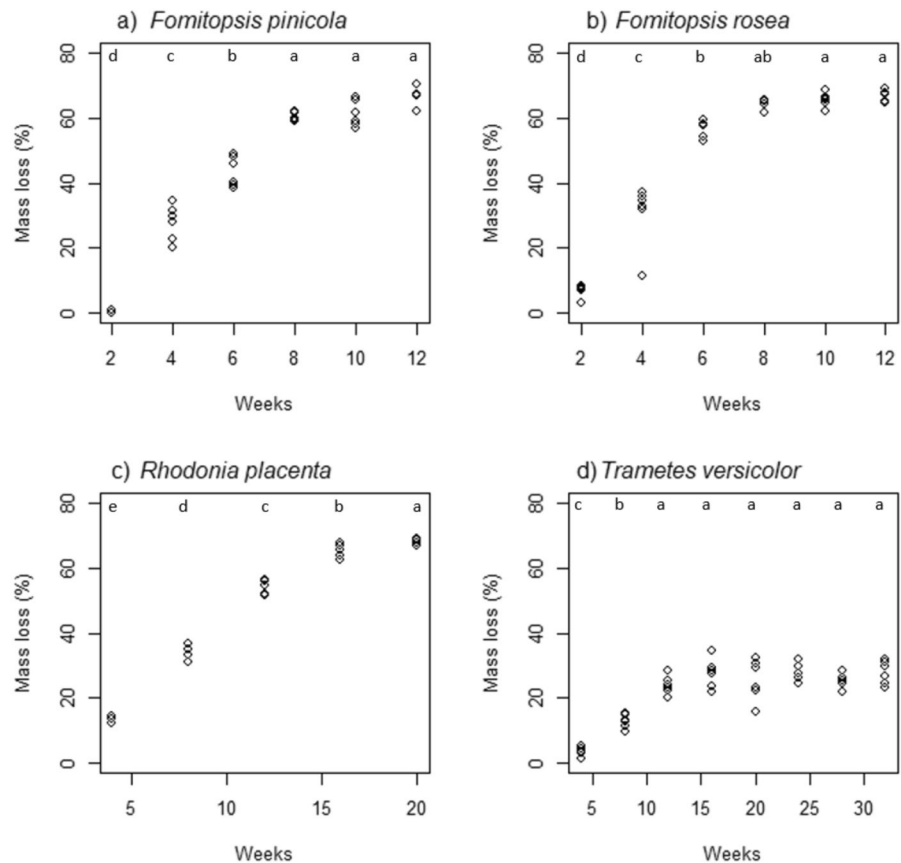 a) Fomitopsis pinicola
d c b a a a
80
60
40
20
0
Mass loss (%)
2 4 6 8 10 12
Weeks
b) Fomitopsis rosea
d c b ab a a
80
60
40
20
0
Mass loss (%)
2 4 6 8 10 12
Weeks
c) Rhodonia placenta
e d c b a
80
60
40
20
0
Mass loss (%)
5 10 15 20
Weeks
d) Trametes versicolor
c b a a a a a a
80
60
40
20
0
Mass loss (%)
5 10 15 20 25 30
Weeks